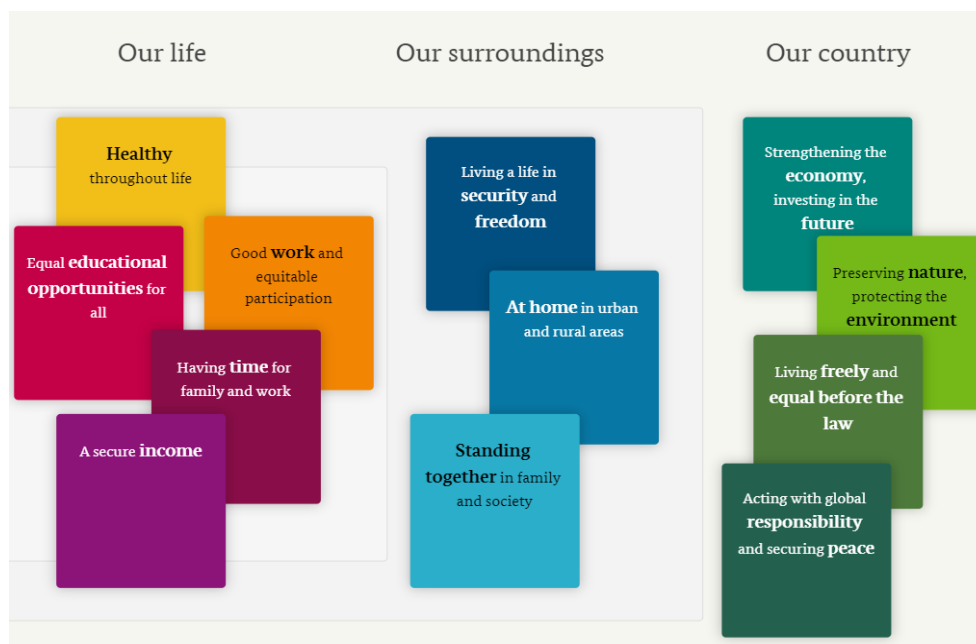 Our life
Our surroundings
Our country
Healthy
throughout life
Equal educational
opportunities for
all
Good work and
equitable
participation
Having time for
family and work
A secure income
Living a life in
security and
freedom
At home in urban
and rural areas
Standing
together in family
and society
Strengthening the
economy,
investing in the
future
Preserving nature,
protecting the
environment
Living freely and
equal before the
law
Acting with global
responsibility
and securing peace